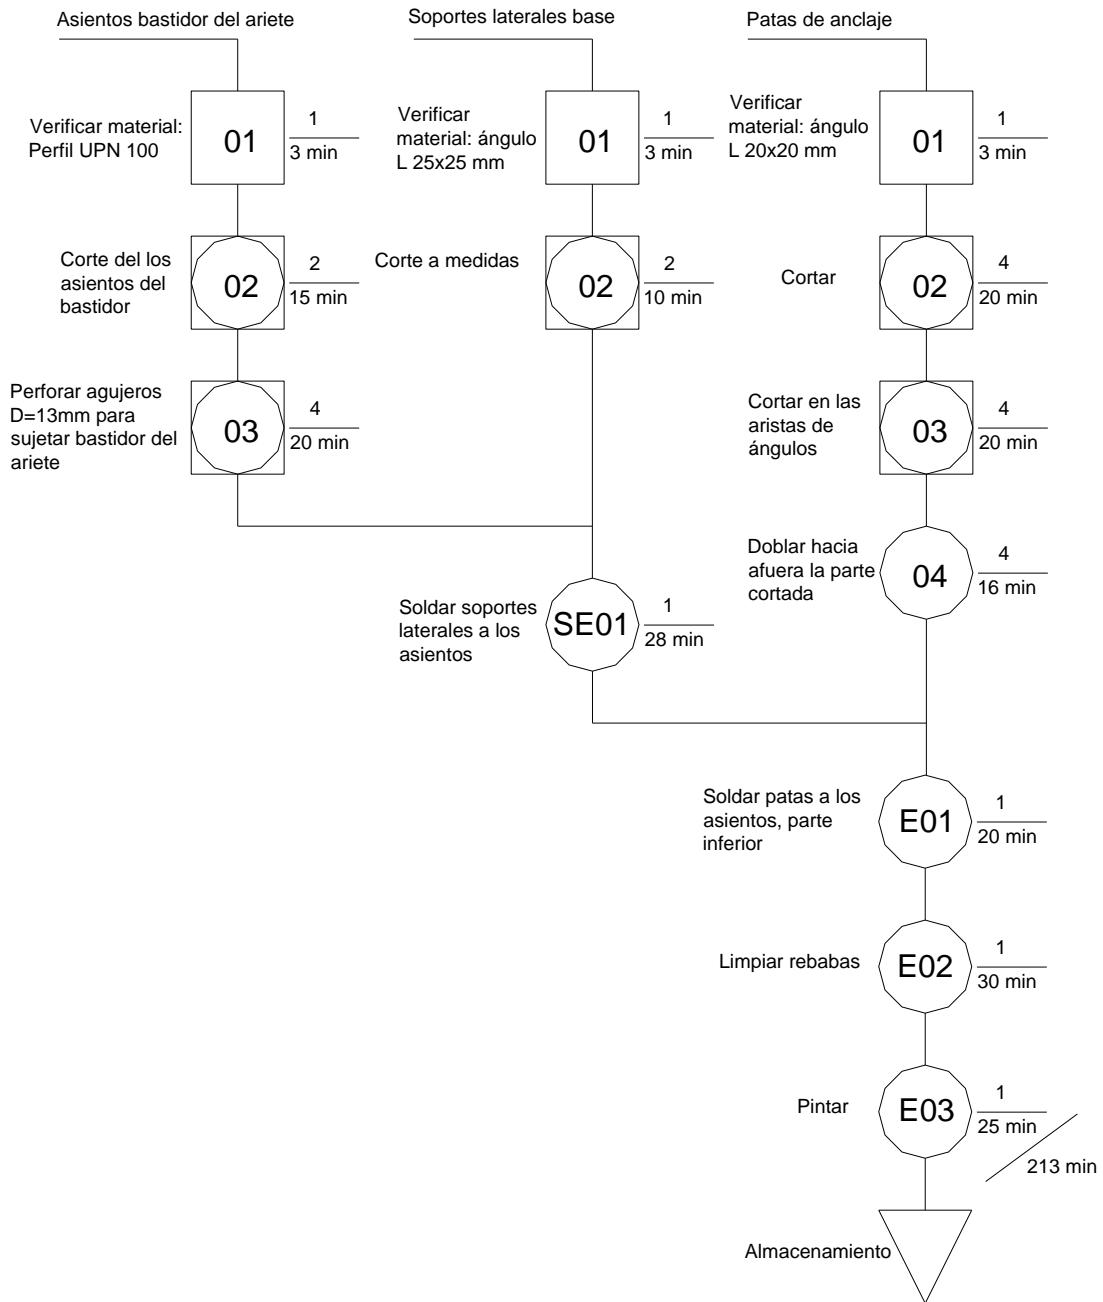 Asientos bastidor del ariete
Verificar material:
Perfil UPN 100
01
1
3 min
Corte del los
asientos del
bastidor
02
2
15 min
Perforar agujeros
D=13mm para
sujetar bastidor del
ariete
03
4
20 min
Soportes laterales base
Verificar
material: ángulo
L 25x25 mm
01
1
3 min
Corte a medidas
02
2
10 min
Soldar soportes
laterales a los
asientos
SE01
1
28 min
Patas de anclaje
Verificar
material: ángulo
L 20x20 mm
01
1
3 min
Cortar
02
4
20 min
Cortar en las
aristas de
ángulos
03
4
20 min
Doblar hacia
afuera la parte
cortada
04
4
16 min
Soldar patas a los
asientos, parte
inferior
E01
1
20 min
Limpiar rebabas
E02
1
30 min
Pintar
E03
1
25 min
213 min
Almacenamiento